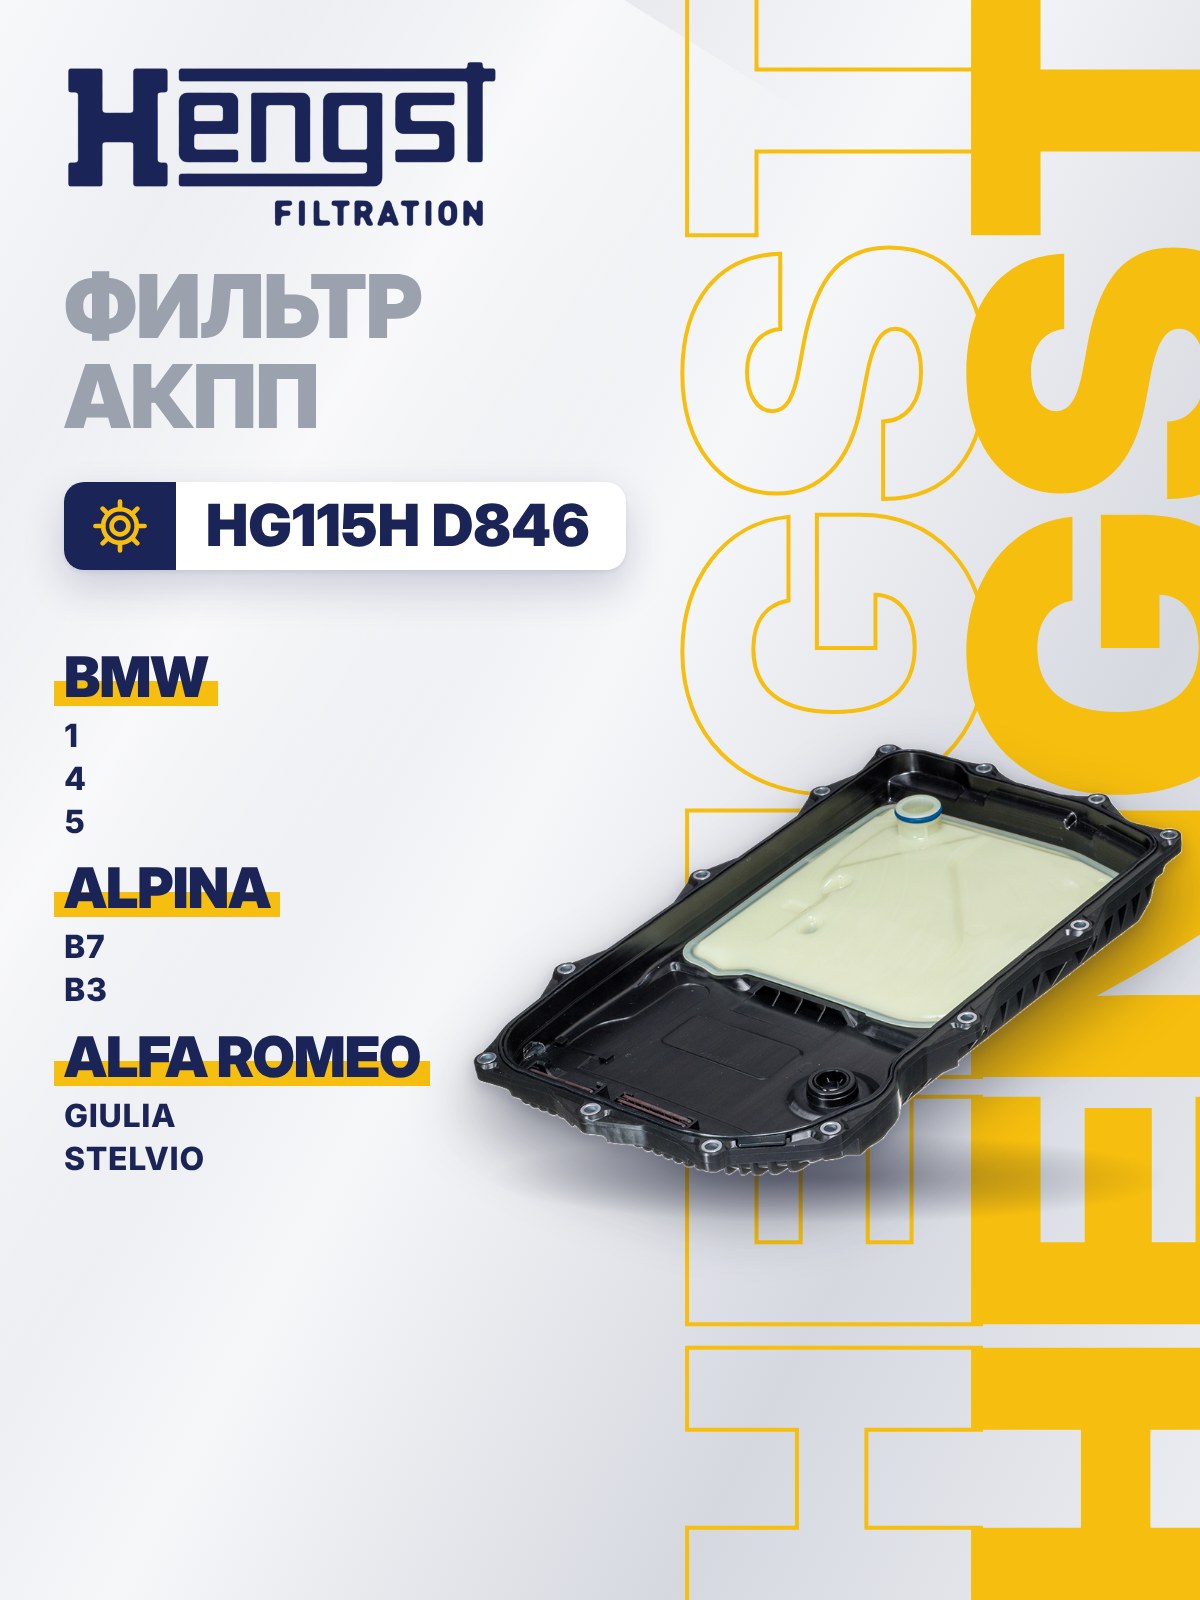 Hengst
FILTRATION
ФИЛЬТР
АКПП
HG115H D846
BMW
1
4
5
ALPINA
B7
B3
ALFA ROMEO
GIULIA
STELVIO
HENGST
HENGST